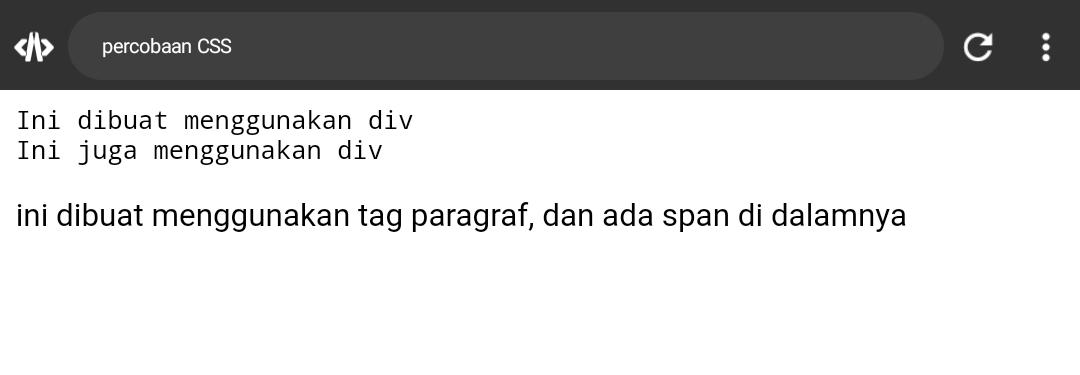 percobaan CSS
Ini dibuat menggunakan div
Ini juga menggunakan div
ini dibuat menggunakan tag paragraf, dan ada span di dalamnya